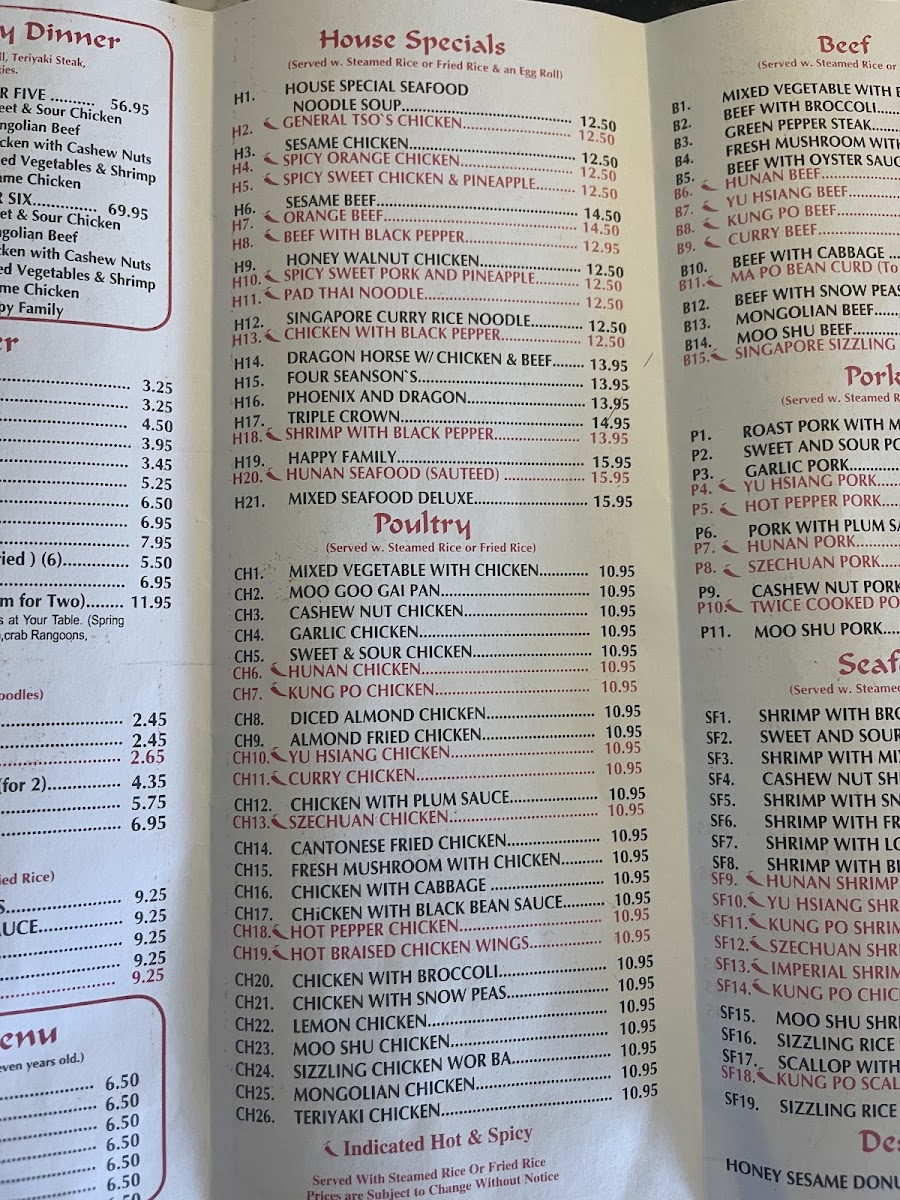 y Dinner
ll, Teriyaki Steak,
ies.
R FIVE .......... 56.95
eet & Sour Chicken
ngolian Beef
cken with Cashew Nuts
ed Vegetables & Shrimp
ame Chicken
R SIX............. 69.95
et & Sour Chicken
ngolian Beef
cken with Cashew Nuts
ed Vegetables & Shrimp
me Chicken
py Family
er
3.25
3.25
4.50
3.95
3.45
5.25
6.50
6.95
7.95
ried ) (6)................ 5.50
6.95
m for Two)........ 11.95
s at Your Table. (Spring
,crab Rangoons,
oodles)
2.45
2.45
2.65
(for 2).................. 4.35
5.75
6.95
ied Rice)
S........................ 9.25
UCE.................... 9.25
9.25
9.25
9.25
enu
even years old.)
6.50
6.50
6.50
6.50
6.50
6.50
House Specials
(Served w. Steamed Rice or Fried Rice & an Egg Roll)
H1. HOUSE SPECIAL SEAFOOD
NOODLE SOUP.............................. 12.50
H2. GENERAL TSO`S CHICKEN................... 12.50
H3. SESAME CHICKEN............................. 12.50
H4. SPICY ORANGE CHICKEN................... 12.50
H5. SPICY SWEET CHICKEN & PINEAPPLE......... 12.50
H6. SESAME BEEF.................................. 14.50
H7. ORANGE BEEF................................. 14.50
H8. BEEF WITH BLACK PEPPER................... 12.95
H9. HONEY WALNUT CHICKEN................... 12.50
H10. SPICY SWEET PORK AND PINEAPPLE......... 12.50
H11. PAD THAI NOODLE........................... 12.50
H12. SINGAPORE CURRY RICE NOODLE............ 12.50
H13. CHICKEN WITH BLACK PEPPER............... 12.50
H14. DRAGON HORSE W/ CHICKEN & BEEF........ 13.95
H15. FOUR SEANSON`S............................. 13.95
H16. PHOENIX AND DRAGON..................... 13.95
H17. TRIPLE CROWN................................ 14.95
H18. SHRIMP WITH BLACK PEPPER................ 13.95
H19. HAPPY FAMILY................................. 15.95
H20. HUNAN SEAFOOD (SAUTEED) ............... 15.95
H21. MIXED SEAFOOD DELUXE..................... 15.95
Poultry
(Served w. Steamed Rice or Fried Rice)
CH1. MIXED VEGETABLE WITH CHICKEN........... 10.95
CH2. MOO GOO GAI PAN........................... 10.95
CH3. CASHEW NUT CHICKEN....................... 10.95
CH4. GARLIC CHICKEN.............................. 10.95
CH5. SWEET & SOUR CHICKEN..................... 10.95
CH6. HUNAN CHICKEN.............................. 10.95
CH7. KUNG PO CHICKEN........................... 10.95
CH8. DICED ALMOND CHICKEN.................... 10.95
CH9. ALMOND FRIED CHICKEN..................... 10.95
CH10. YU HSIANG CHICKEN......................... 10.95
CH11. CURRY CHICKEN.............................. 10.95
CH12. CHICKEN WITH PLUM SAUCE................ 10.95
CH13. SZECHUAN CHICKEN.......................... 10.95
CH14. CANTONESE FRIED CHICKEN................. 10.95
CH15. FRESH MUSHROOM WITH CHICKEN......... 10.95
CH16. CHICKEN WITH CABBAGE ................... 10.95
CH17. CHiCKEN WITH BLACK BEAN SAUCE......... 10.95
CH18. HOT PEPPER CHICKEN........................ 10.95
CH19. HOT BRAISED CHICKEN WINGS.............. 10.95
CH20. CHICKEN WITH BROCCOLI.................. 10.95
CH21. CHICKEN WITH SNOW PEAS................. 10.95
CH22. LEMON CHICKEN............................. 10.95
CH23. MOO SHU CHICKEN.......................... 10.95
CH24. SIZZLING CHICKEN WOR BA................. 10.95
CH25. MONGOLIAN CHICKEN...................... 10.95
CH26. TERIYAKI CHICKEN........................... 10.95
Indicated Hot & Spicy
Served With Steamed Rice Or Fried Rice
Prices are Subject to Change Without Notice
Beef
(Served w. Steamed Rice or
B1. MIXED VEGETABLE WITH B
B2. BEEF WITH BROCCOLI....
B3. GREEN PEPPER STEAK....
B4. FRESH MUSHROOM WITH
B5. BEEF WITH OYSTER SAUC
B6. HUNAN BEEF............
B7. YU HSIANG BEEF........
B8. KUNG PO BEEF..........
B9. CURRY BEEF............
B10. BEEF WITH CABBAGE ..
B11. MA PO BEAN CURD (To
B12. BEEF WITH SNOW PEAS
B13. MONGOLIAN BEEF....
B14. MOO SHU BEEF........
B15. SINGAPORE SIZZLING
Pork
(Served w. Steamed R
P1. ROAST PORK WITH M
P2. SWEET AND SOUR PO
P3. GARLIC PORK..........
P4. YU HSIANG PORK......
P5. HOT PEPPER PORK....
P6. PORK WITH PLUM SA
P7. HUNAN PORK.........
P8. SZECHUAN PORK.....
P9. CASHEW NUT PORK
P10. TWICE COOKED PO
P11. MOO SHU PORK....
Seaf
(Served w. Steamed
SF1. SHRIMP WITH BRO
SF2. SWEET AND SOUR
SF3. SHRIMP WITH MIX
SF4. CASHEW NUT SH
SF5. SHRIMP WITH SN
SF6. SHRIMP WITH FR
SF7. SHRIMP WITH LO
SF8. SHRIMP WITH BL
SF9. HUNAN SHRIMP
SF10. YU HSIANG SHR
SF11. KUNG PO SHRIM
SF12. SZECHUAN SHR
SF13. IMPERIAL SHRIM
SF14. KUNG PO CHIC
SF15. MOO SHU SHRI
SF16. SIZZLING RICE
SF17. SCALLOP WITH
SF18. KUNG PO SCAL
SF19. SIZZLING RICE
Des
HONEY SESAME DONU